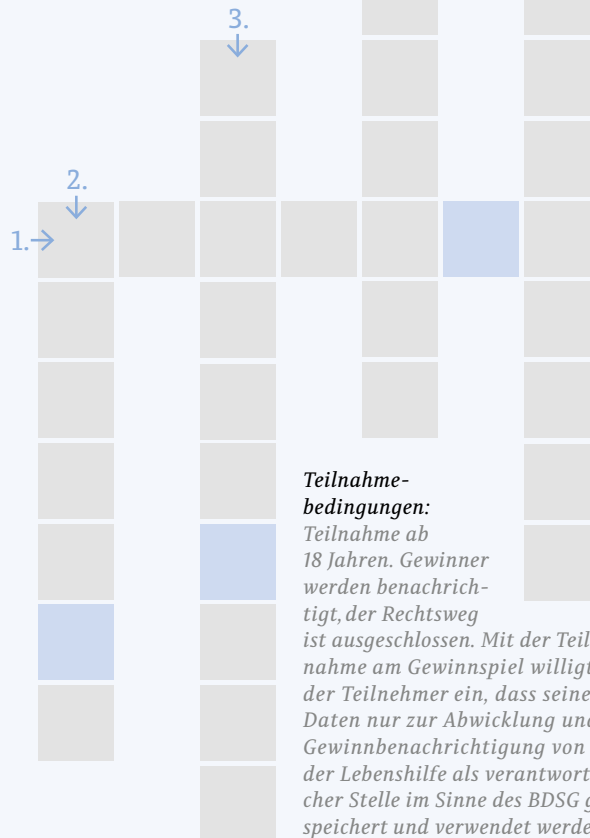 3.
2.
1.
Teilnahme-
bedingungen:
Teilnahme ab
18 Jahren. Gewinner
werden benachrich-
tigt, der Rechtsweg
ist ausgeschlossen. Mit der Teil
nahme am Gewinnspiel willigt
der Teilnehmer ein, dass seine
Daten nur zur Abwicklung und
Gewinnbenachrichtigung von
der Lebenshilfe als verantwort
cher Stelle im Sinne des BDSG g
speichert und verwendet werde